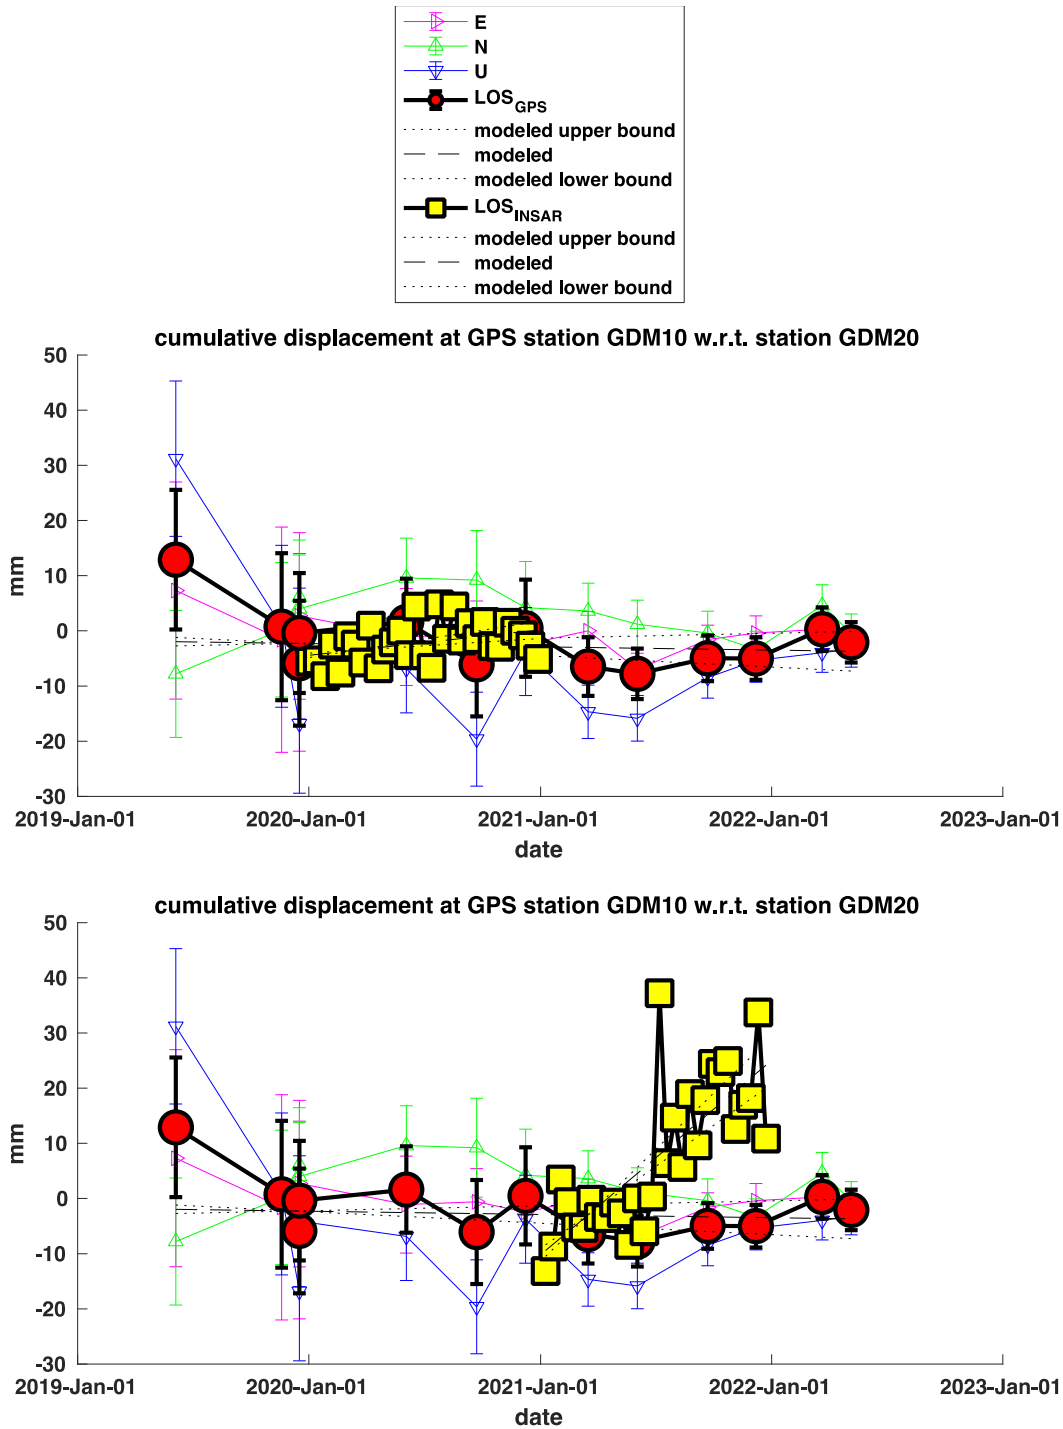 E
N
U
LOS_GPS
modeled upper bound
modeled
modeled lower bound
LOS_INSAR
modeled upper bound
modeled
modeled lower bound
cumulative displacement at GPS station GDM10 w.r.t. station GDM20
50
40
30
20
10
0
-10
-20
-30
mm
2019-Jan-01 2020-Jan-01 2021-Jan-01 2022-Jan-01 2023-Jan-01
date
cumulative displacement at GPS station GDM10 w.r.t. station GDM20
50
40
30
20
10
0
-10
-20
-30
mm
2019-Jan-01 2020-Jan-01 2021-Jan-01 2022-Jan-01 2023-Jan-01
date